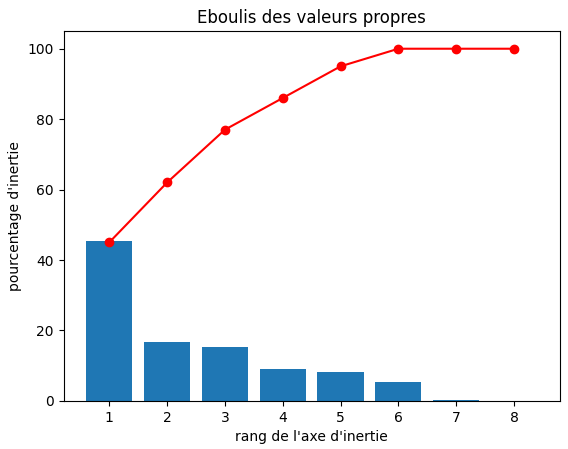 Eboulis des valeurs propres
pourcentage d'inertie
100
80
60
40
20
0
1 2 3 4 5 6 7 8
rang de l'axe d'inertie